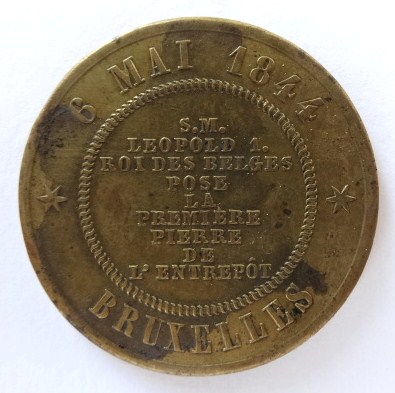 6 MAI 1844
S.M.
LEOPOLD 1.
ROI DES BELGES
POSE
LA
PREMIÈRE
PIERRE
DE
L'ENTREPÔT
BRUXELLES